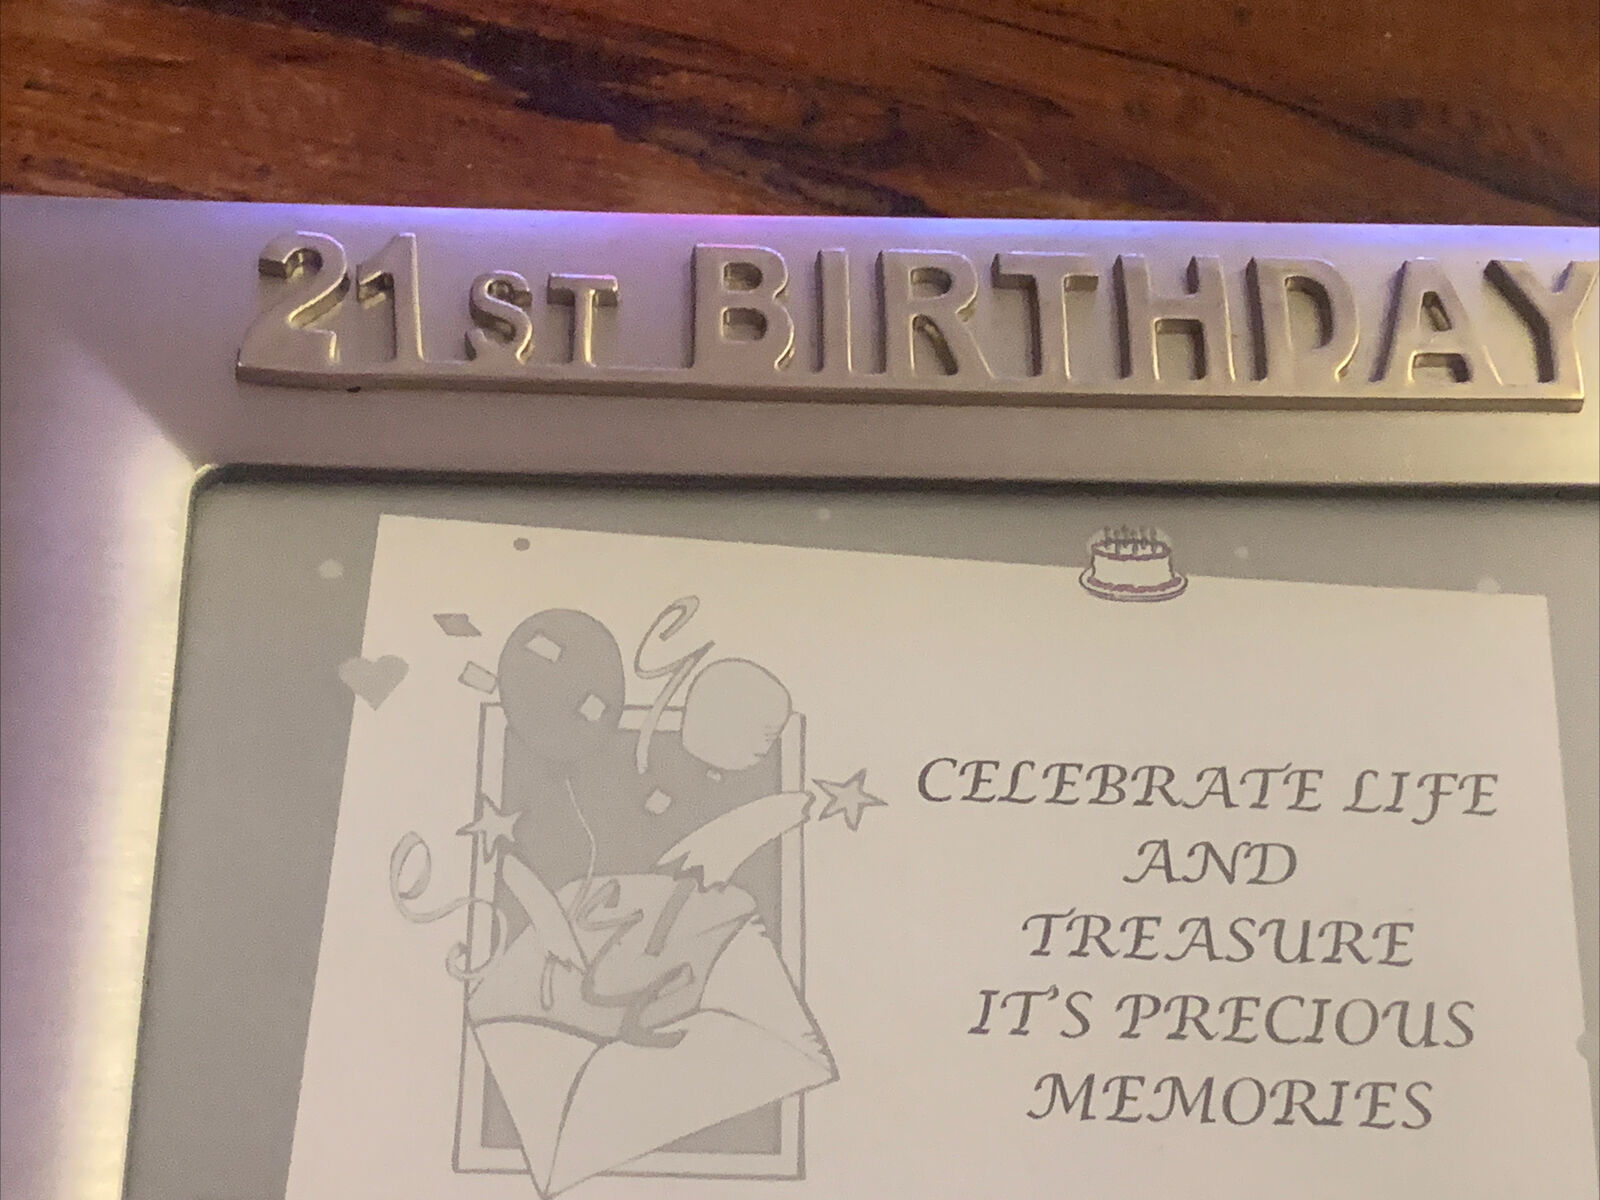 21ST BIRTHDAY
CELEBRATE LIFE
AND
TREASURE
IT'S PRECIOUS
MEMORIES